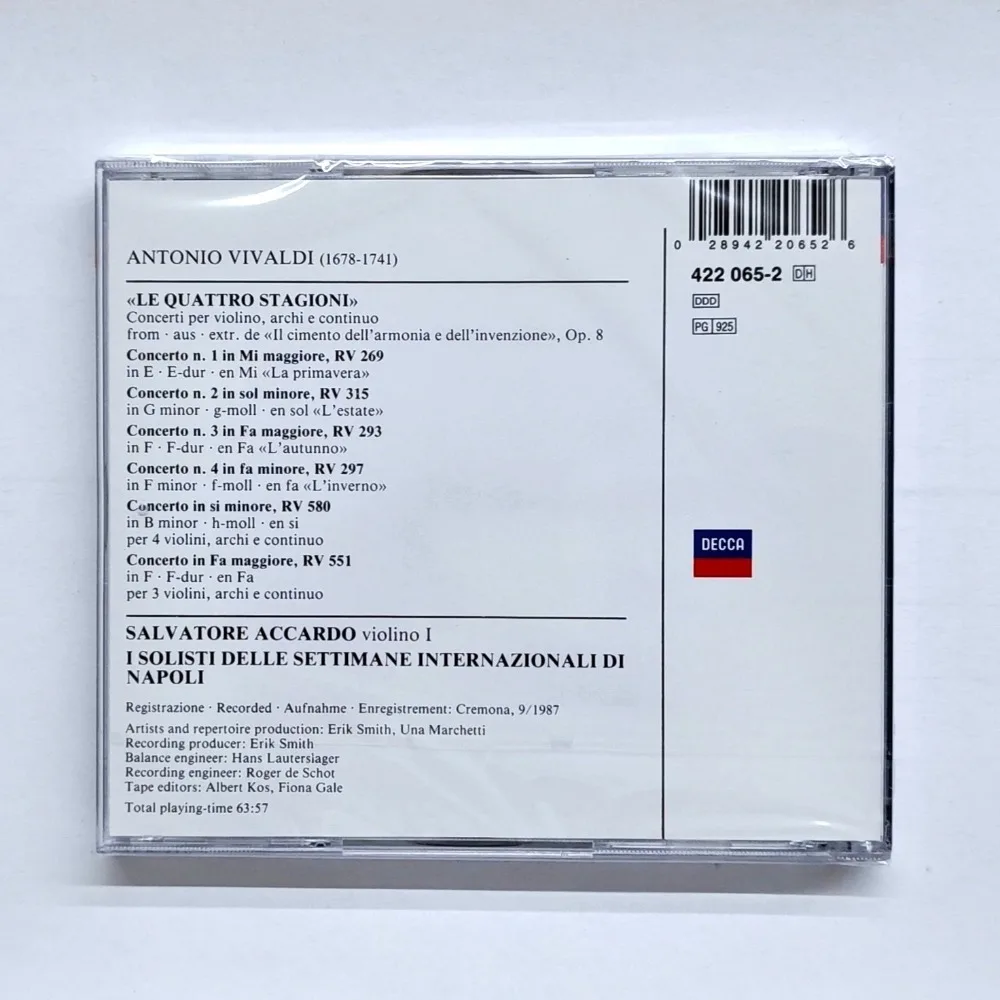 ANTONIO VIVALDI (1678-1741)
«LE QUATTRO STAGIONI»
Concerti per violino, archi e continuo
from · aus · extr. de «Il cimento dell'armonia e dell'invenzione», Op. 8
Concerto n. 1 in Mi maggiore, RV 269
in E · E-dur · en Mi «La primavera»
Concerto n. 2 in sol minore, RV 315
in G minor · g-moll · en sol «L'estate»
Concerto n. 3 in Fa maggiore, RV 293
in F · F-dur · en Fa «L'autunno»
Concerto n. 4 in fa minore, RV 297
in F minor · f-moll · en fa «L'inverno»
Concerto in si minore, RV 580
in B minor · h-moll · en si
per 4 violini, archi e continuo
Concerto in Fa maggiore, RV 551
in F · F-dur · en Fa
per 3 violini, archi e continuo
SALVATORE ACCARDO violino I
I SOLISTI DELLE SETTIMANE INTERNAZIONALI DI
NAPOLI
Registrazione · Recorded · Aufnahme · Enregistrement: Cremona, 9/1987
Artists and repertoire production: Erik Smith, Una Marchetti
Recording producer: Erik Smith
Balance engineer: Hans Lauterslager
Recording engineer: Roger de Schot
Tape editors: Albert Kos, Fiona Gale
Total playing-time 63:57
0 28942 20652 6
422 065-2 DH
DDD
PG 925
DECCA